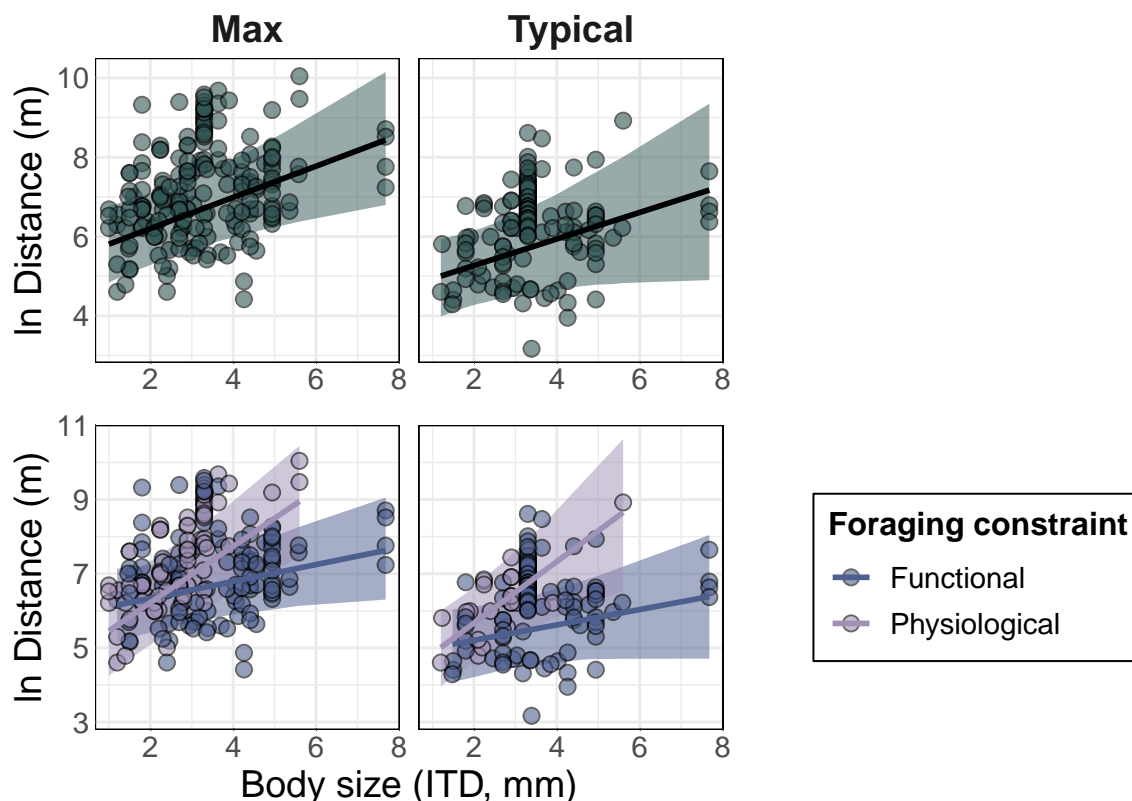 Max Typical
ln Distance (m)
10
8
6
4
2 4 6 8 2 4 6 8
ln Distance (m)
11
9
7
5
3
2 4 6 8 2 4 6 8
Body size (ITD, mm)
Foraging constraint
Functional
Physiological